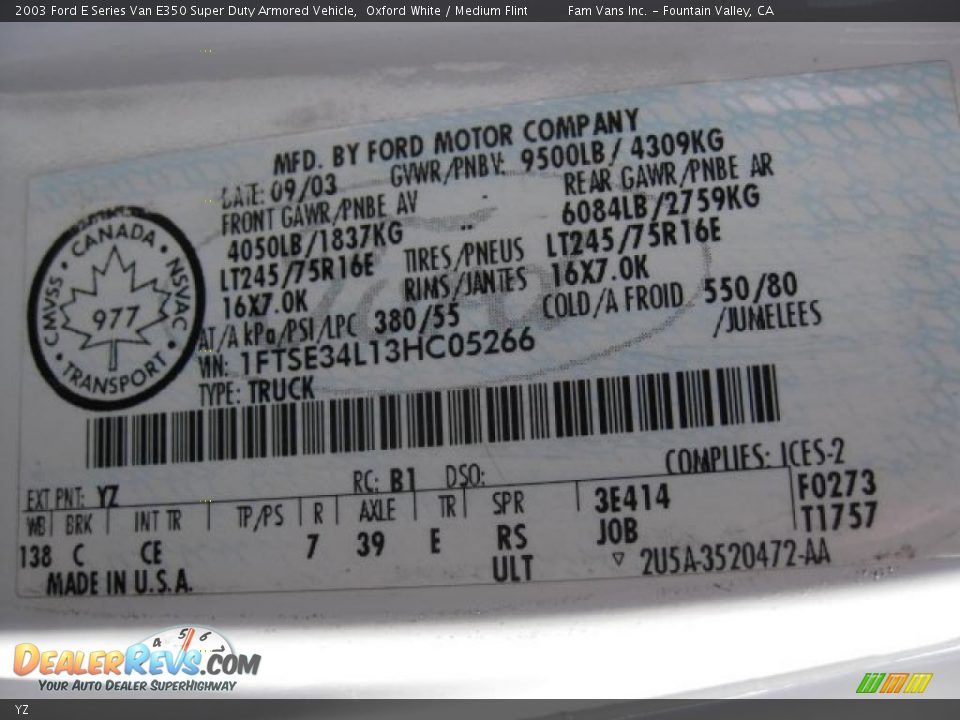 2003 Ford E Series Van E350 Super Duty Armored Vehicle, Oxford White / Medium Flint Fam Vans Inc. - Fountain Valley, CA
MFD. BY FORD MOTOR COMPANY
DATE: 09/03 GVWR/PNBV: 9500LB/ 4309KG
FRONT GAWR/PNBE AV REAR GAWR/PNBE AR
4050LB/1837KG 6084LB/2759KG
LT245/75R16E TIRES/PNEUS LT245/75R16E
16X7.0K RIMS/JANTES 16X7.0K
AT/A kPa/PSI/LPC 380/55 COLD/A FROID 550/80
VIN: 1FTSE34L13HC05266 /JUMELEES
TYPE: TRUCK
CANADA • NSVAC • TRANSPORT • CMVSS •
977
COMPLIES: ICES-2
EXT PNT: YZ RC: B1 DSO:
WB BRK INT TR TP/PS R AXLE TR SPR 3E414 F0273
138 C CE 7 39 E RS JOB T1757
ULT ▽ 2U5A-3520472-AA
MADE IN U.S.A.
4 5 6
DEALERREVS.COM
YOUR AUTO DEALER SUPERHIGHWAY
YZ